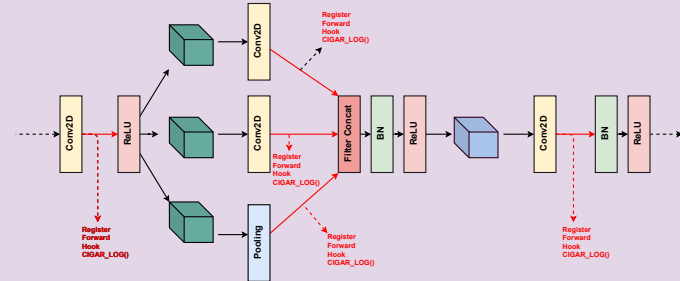 Register
Forward
Hook
CIGAR_LOG()
Conv2D
Conv2D
ReLU
Conv2D
Filter Concat
BN
ReLU
Conv2D
BN
ReLU
Register
Forward
Hook
CIGAR_LOG()
Pooling
Register
Forward
Hook
CIGAR_LOG()
Register
Forward
Hook
CIGAR_LOG()
Register
Forward
Hook
CIGAR_LOG()